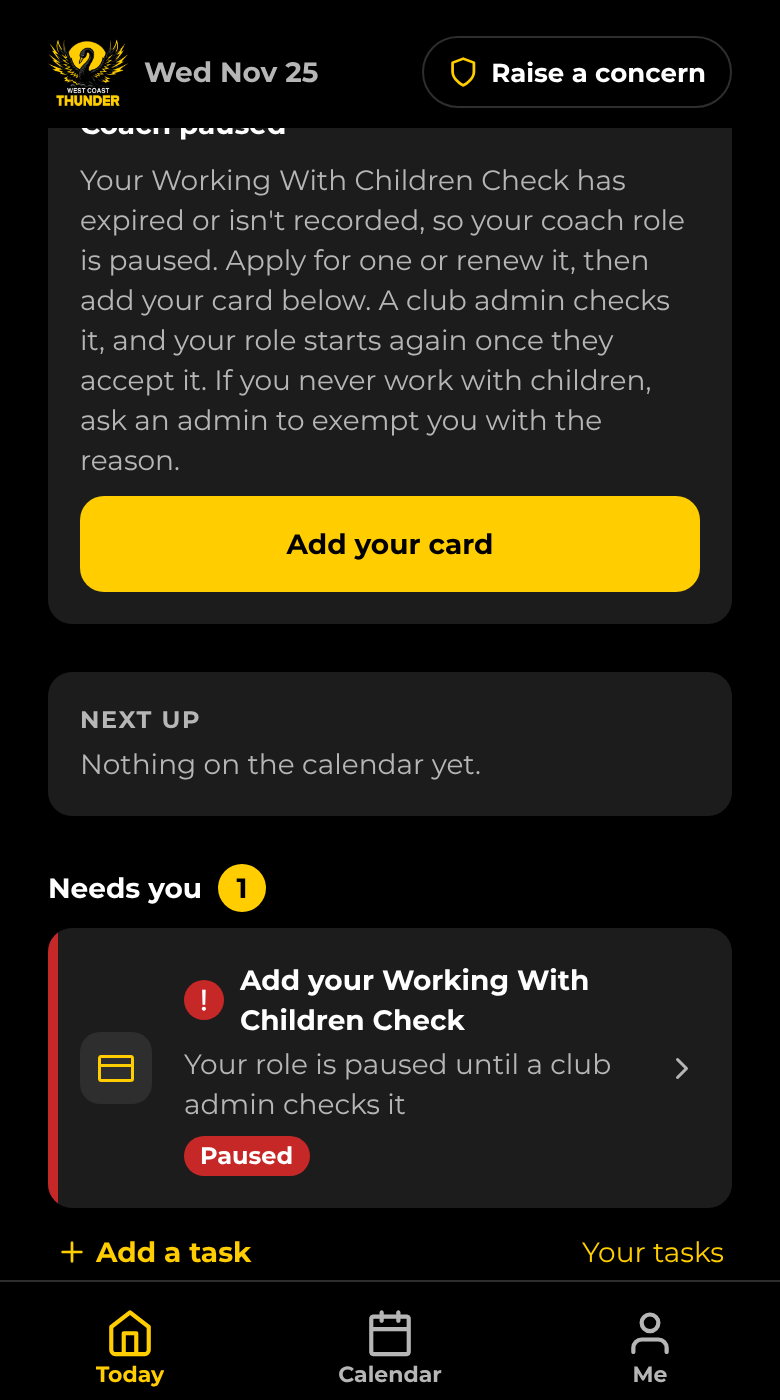 WEST COAST
THUNDER
Wed Nov 25
Raise a concern
Coach paused
Your Working With Children Check has
expired or isn't recorded, so your coach role
is paused. Apply for one or renew it, then
add your card below. A club admin checks
it, and your role starts again once they
accept it. If you never work with children,
ask an admin to exempt you with the
reason.
Add your card
NEXT UP
Nothing on the calendar yet.
Needs you 1
Add your Working With
Children Check
Your role is paused until a club
admin checks it
Paused
+ Add a task
Your tasks
Today
Calendar
Me